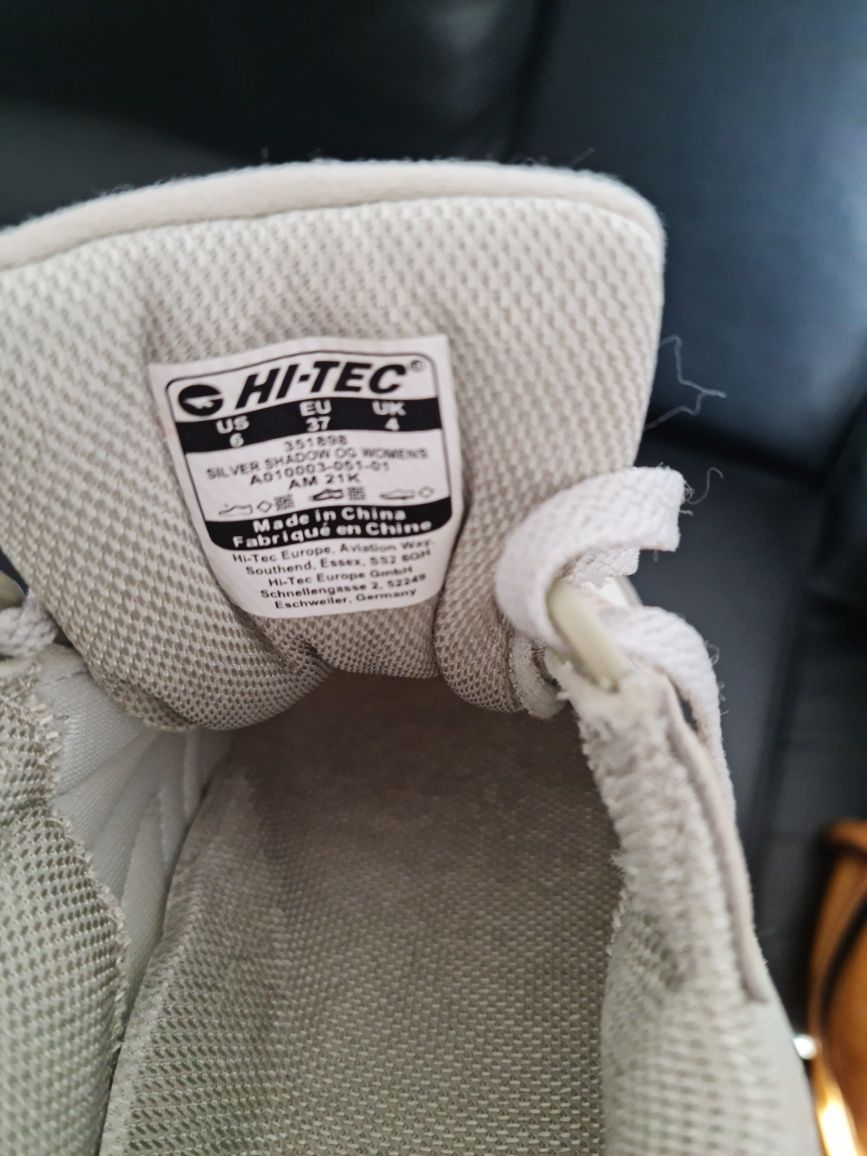 HI-TEC®
US EU UK
6 37 4
351898
SILVER SHADOW OG WOMENS
A010003-051-01
AM 21K
Made in China
Fabriqué en Chine
Hi-Tec Europe, Aviation Way,
Southend, Essex, SS2 6GH
Hi-Tec Europe GmbH
Schnellengasse 2, 52249
Eschweiler, Germany